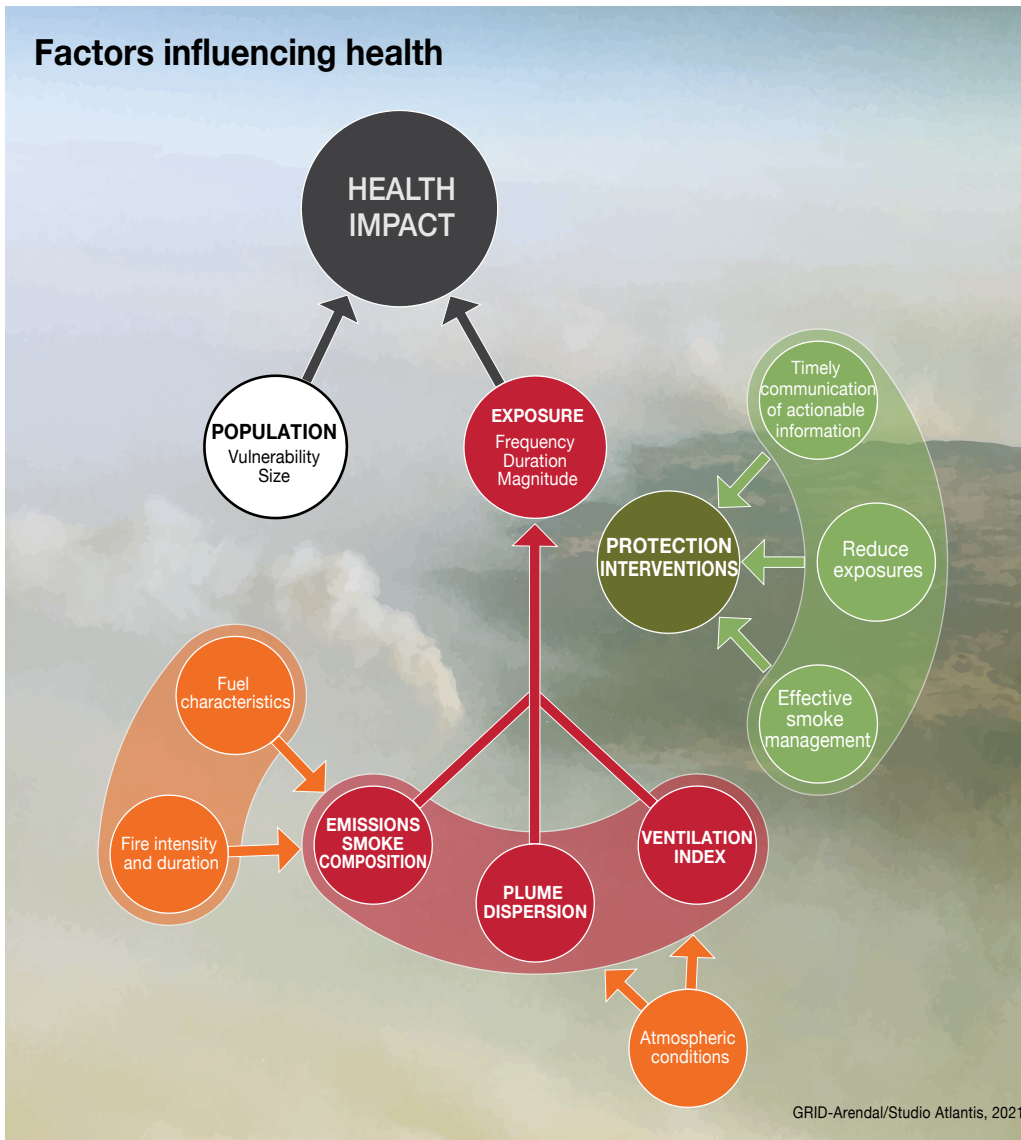 Factors influencing health
HEALTH
IMPACT
POPULATION
Vulnerability
Size
EXPOSURE
Frequency
Duration
Magnitude
Timely
communication
of actionable
information
PROTECTION
INTERVENTIONS
Reduce
exposures
Effective
smoke
management
Fuel
characteristics
Fire intensity
and duration
EMISSIONS
SMOKE
COMPOSITION
PLUME
DISPERSION
VENTILATION
INDEX
Atmospheric
conditions
GRID-Arendal/Studio Atlantis, 2021